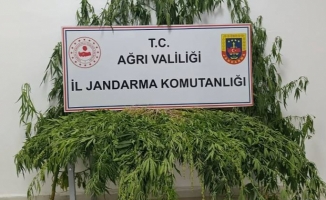 T.C.
AĞRI VALİLİĞİ
İL JANDARMA KOMUTANLIĞI